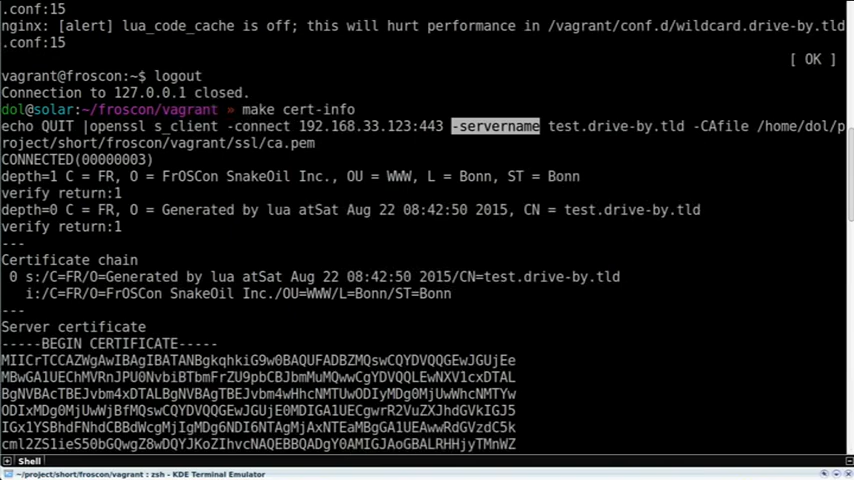 .conf:15
nginx: [alert] lua_code_cache is off; this will hurt performance in /vagrant/conf.d/wildcard.drive-by.tld
.conf:15
[ OK ]
vagrant@froscon:~$ logout
Connection to 127.0.0.1 closed.
dol@solar:~/froscon/vagrant » make cert-info
echo QUIT |openssl s_client -connect 192.168.33.123:443 -servername test.drive-by.tld -CAfile /home/dol/p
roject/short/froscon/vagrant/ssl/ca.pem
CONNECTED(00000003)
depth=1 C = FR, O = FrOSCon SnakeOil Inc., OU = WWW, L = Bonn, ST = Bonn
verify return:1
depth=0 C = FR, O = Generated by lua atSat Aug 22 08:42:50 2015, CN = test.drive-by.tld
verify return:1
---
Certificate chain
0 s:/C=FR/O=Generated by lua atSat Aug 22 08:42:50 2015/CN=test.drive-by.tld
i:/C=FR/O=FrOSCon SnakeOil Inc./OU=WWW/L=Bonn/ST=Bonn
---
Server certificate
-----BEGIN CERTIFICATE-----
MIICrTCCAZWgAwIBAgIBATANBgkqhkiG9w0BAQUFADBZMQswCQYDVQQGEwJGUjEe
MBwGA1UEChMVRnJPU0NvbiBTbmFrZU9pbCBJbmMuMQwwCgYDVQQLEwNXV1cxDTAL
BgNVBAcTBEJvbm4xDTALBgNVBAgTBEJvbm4wHhcNMTUwODIyMDg0MjUwWhcNMTYw
ODIxMDg0MjUwWjBfMQswCQYDVQQGEwJGUjE0MDIGA1UECgwrR2VuZXJhdGVkIGJ5
IGx1YSBhdFNhdCBBdWcgMjIgMDg6NDI6NTAgMjAxNTEaMBgGA1UEAwwRdGVzdC5k
cml2ZS1ieS50bGQwgZ8wDQYJKoZIhvcNAQEBBQADgY0AMIGJAoGBALRHHjyTMnWZ
Shell
~/project/short/froscon/vagrant : zsh - KDE Terminal Emulator